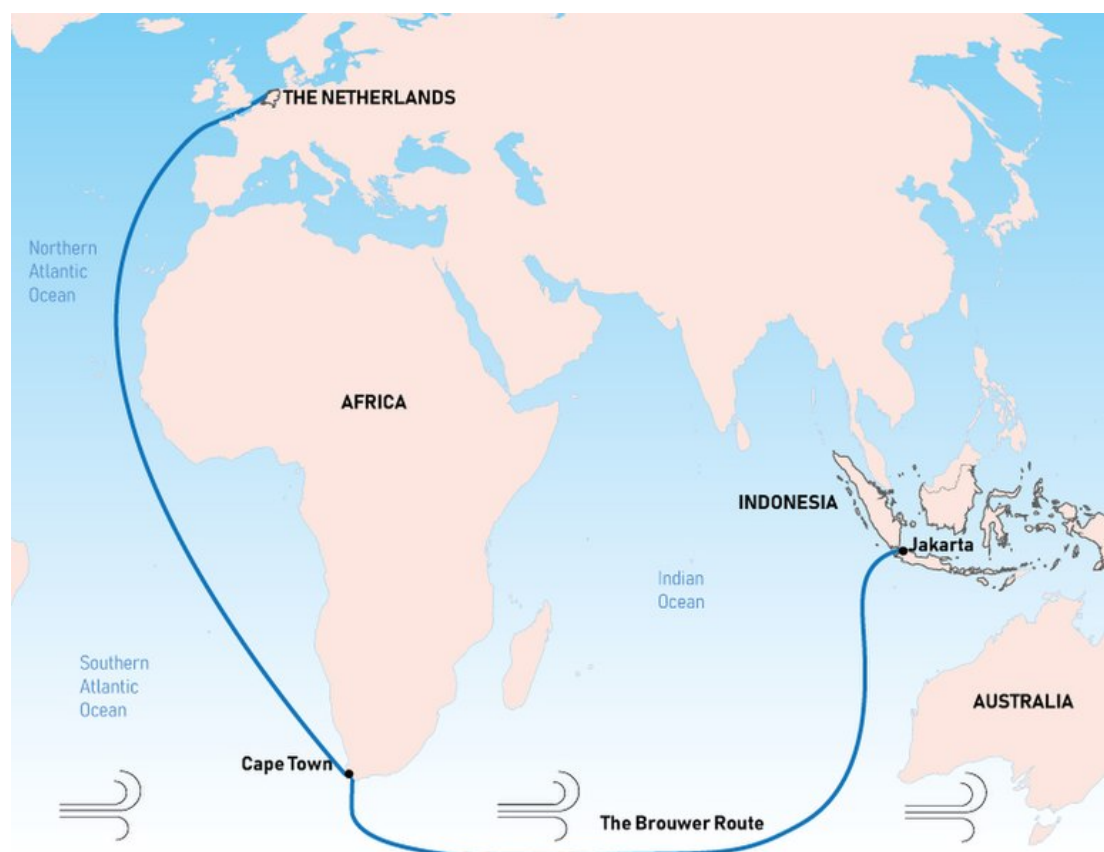 THE NETHERLANDS
Northern
Atlantic
Ocean
AFRICA
INDONESIA
Jakarta
Indian
Ocean
Southern
Atlantic
Ocean
AUSTRALIA
Cape Town
The Brouwer Route